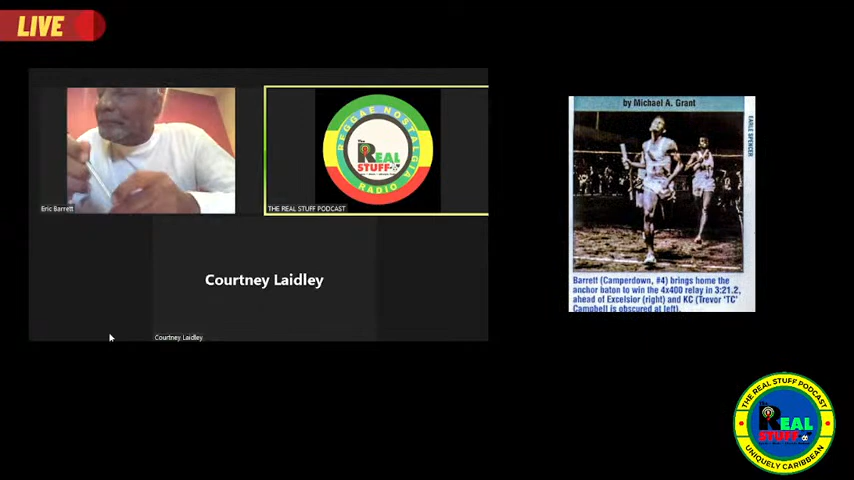 LIVE
Eric Barrett
REGGAE NOSTALGIA
The
REAL
STUFF
RADIO
THE REAL STUFF PODCAST
Courtney Laidley
Courtney Laidley
by Michael A. Grant
EARLE SPENCER
Barrett (Camperdown, #4) brings home the
anchor baton to win the 4x400 relay in 3:21.2,
ahead of Excelsior (right) and KC (Trevor 'TC'
Campbell is obscured at left).
THE REAL STUFF PODCAST
The
REAL
STUFF
UNIQUELY CARIBBEAN